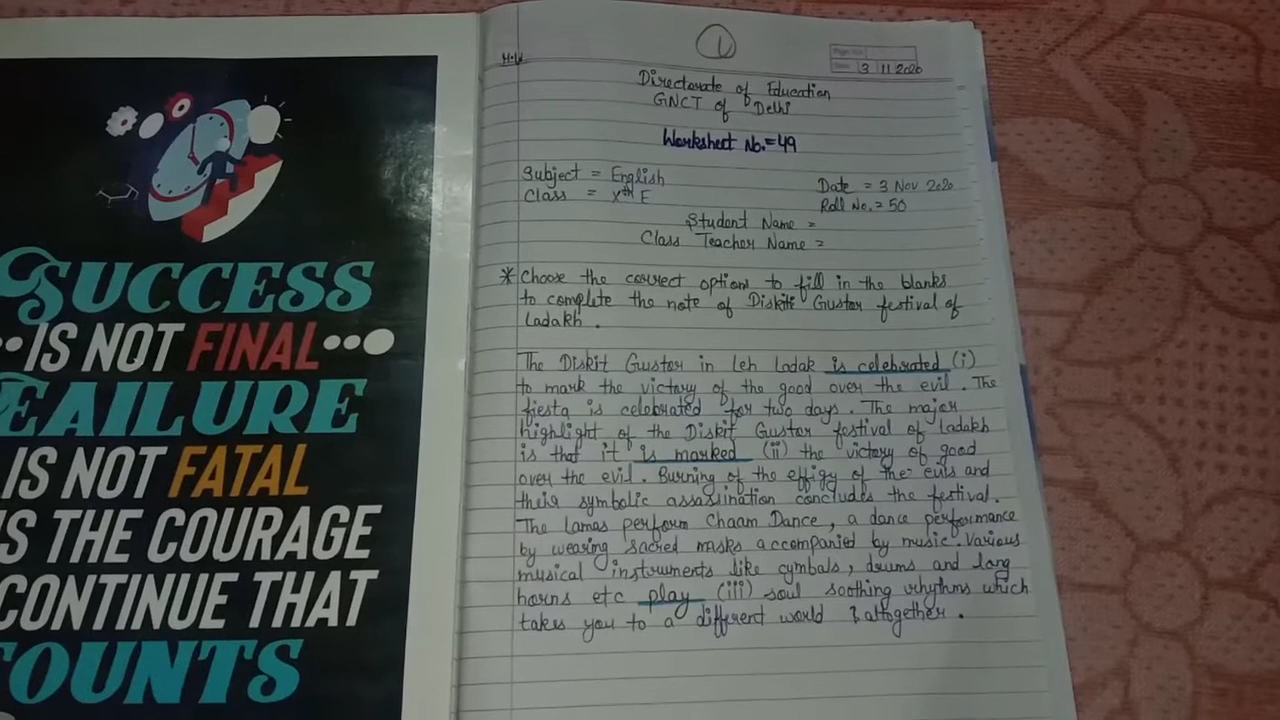 SUCCESS
IS NOT FINAL
FAILURE
IS NOT FATAL
IS THE COURAGE
CONTINUE THAT
COUNTS
1
H.W
Page No.
Date 3 11 2020
Directorate of Education
GNCT of Delhi
Worksheet No.=49
Subject = English
Date = 3 Nov 2020
Class = Xth E
Roll No.= 50
Student Name =
Class Teacher Name =
* Choose the correct options to fill in the blanks
to complete the note of Diskiti Gustor festival of
Ladakh.
The Diskit Gustor in Leh Ladak is celebrated (i)
to mark the victory of the good over the evil. The
fiesta is celebrated for two days. The major
highlight of the Diskit Gustor festival of Ladakh
is that it is marked (ii) the victory of good
over the evil. Burning of the effigy of the evils and
their symbolic assassination concludes the festival.
The Lamas perform Chaam Dance, a dance performance
by wearing sacred masks accompanied by music. Various
musical instruments like cymbals, drums and long
horns etc play (iii) soul soothing rhythms which
takes you to a different world altogether.